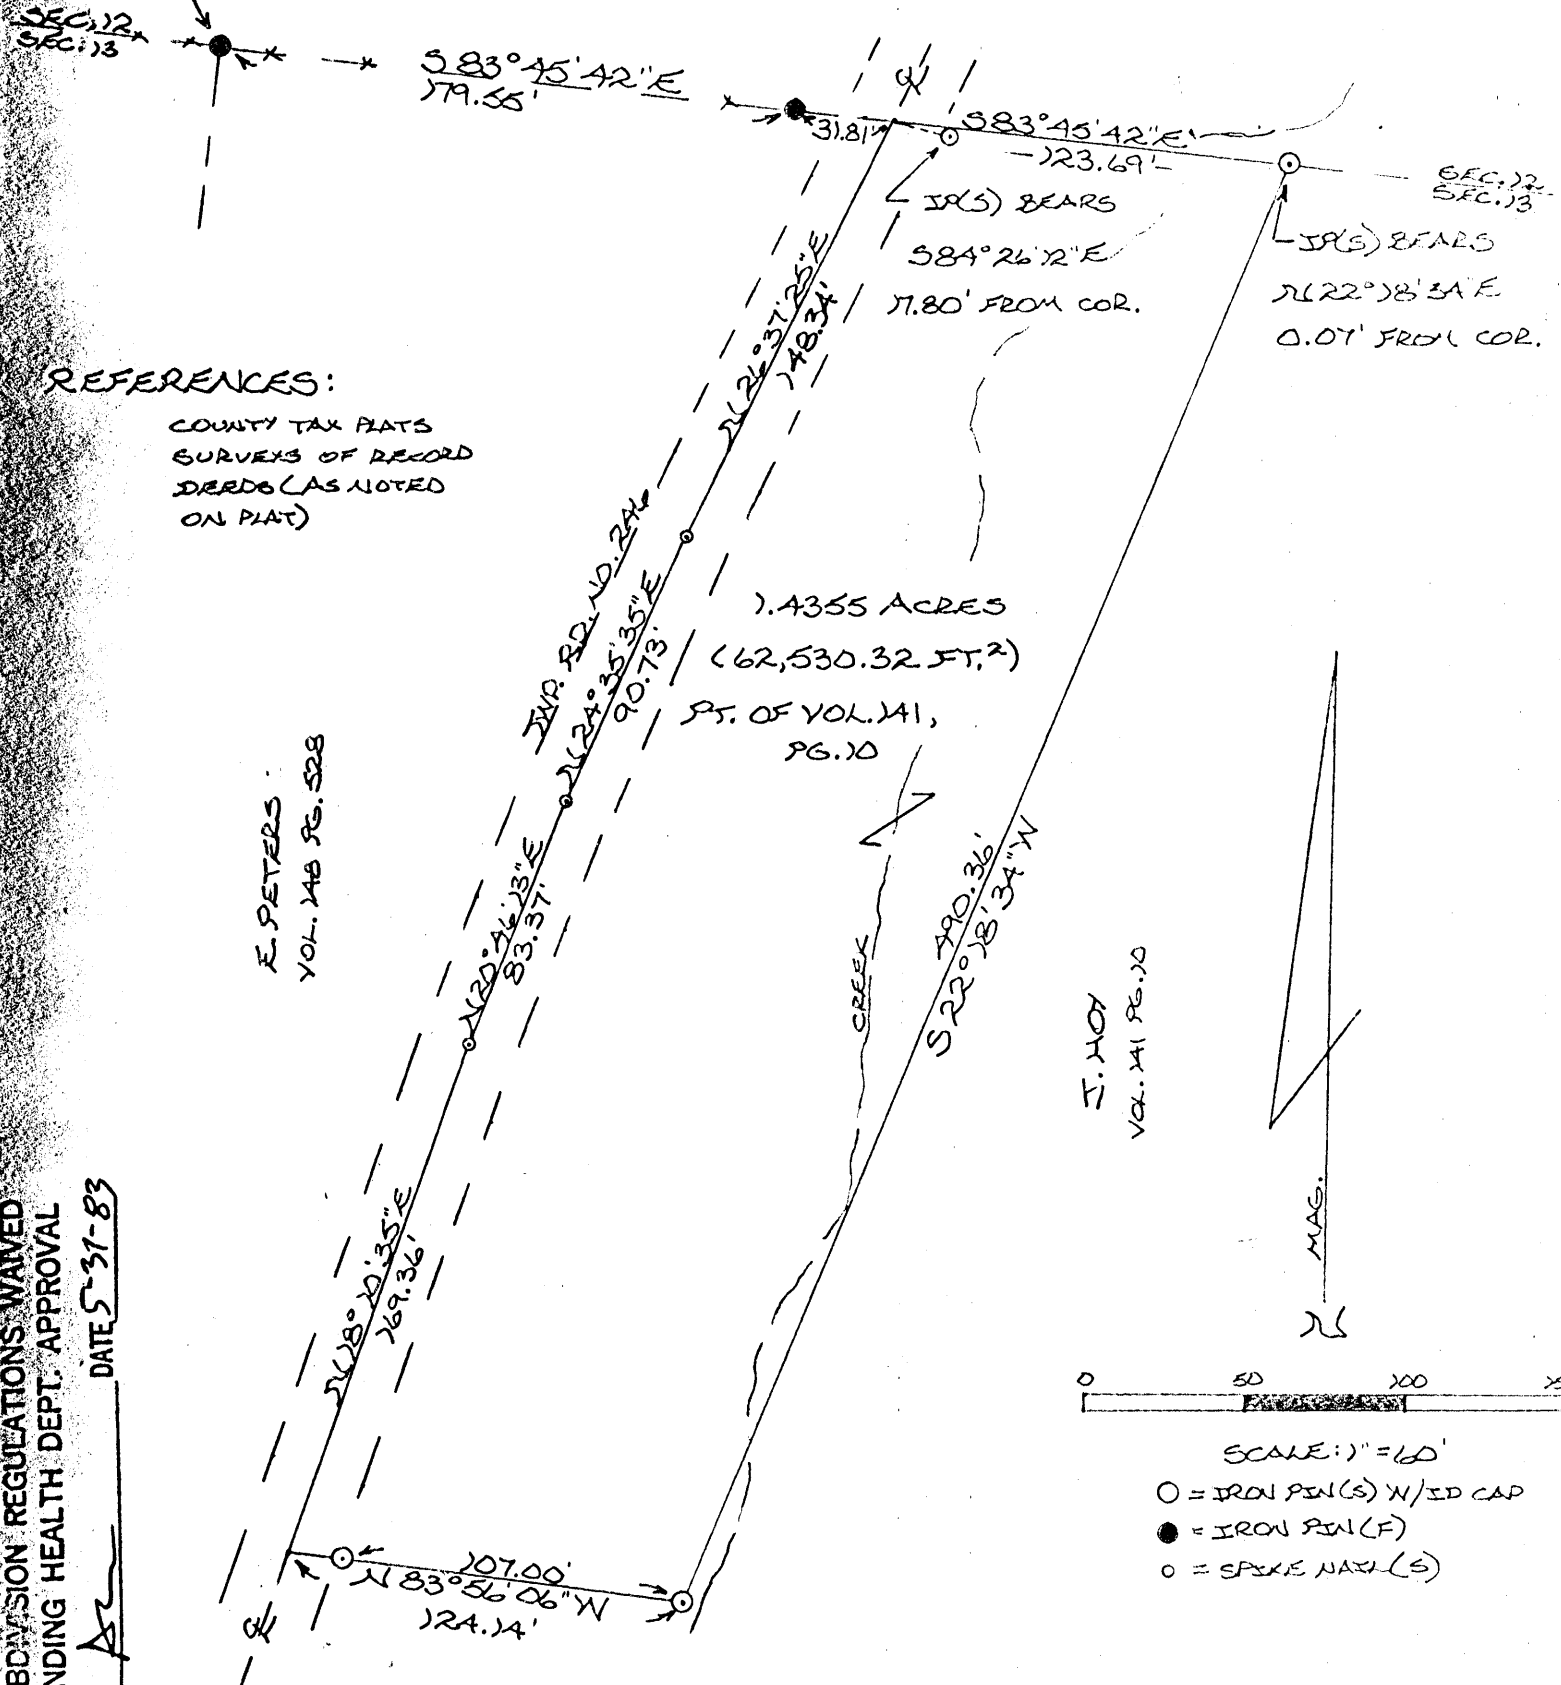 SEC. 12
SEC. 13
S 83° 45' 42" E
179.55'
31.81'
℄
S 83° 45' 42" E
123.69'
SEC. 12
SEC. 13
IP(S) BEARS
S 84° 26' 12" E
17.80' FROM COR.
IP(S) BEARS
N 22° 18' 34" E
0.07' FROM COR.
REFERENCES:
COUNTY TAX PLATS
SURVEYS OF RECORD
DEEDS (AS NOTED
ON PLAT)
N 26° 37' 25" E
148.34'
TWP. RD. NO. 246
N 24° 35' 35" E
90.73'
1.4355 ACRES
(62,530.32 FT.²)
PT. OF VOL. 141,
PG. 10
E. PETERS
VOL. 148 PG. 528
N 20° 46' 13" E
83.37'
CREEK
490.36'
S 22° 18' 34" W
HOY
VOL. 141 PG. 10
N 18° 10' 35" E
169.36'
MAG.
N
0 50 100
SCALE: 1" = 60'
O = IRON PIN(S) W/ID CAP
● = IRON PIN(F)
o = SPIKE NAIL(S)
107.00'
N 83° 56' 06" W
124.14'
℄
BDIVISION REGULATIONS WAIVED
NDING HEALTH DEPT. APPROVAL
DATE 5-31-83